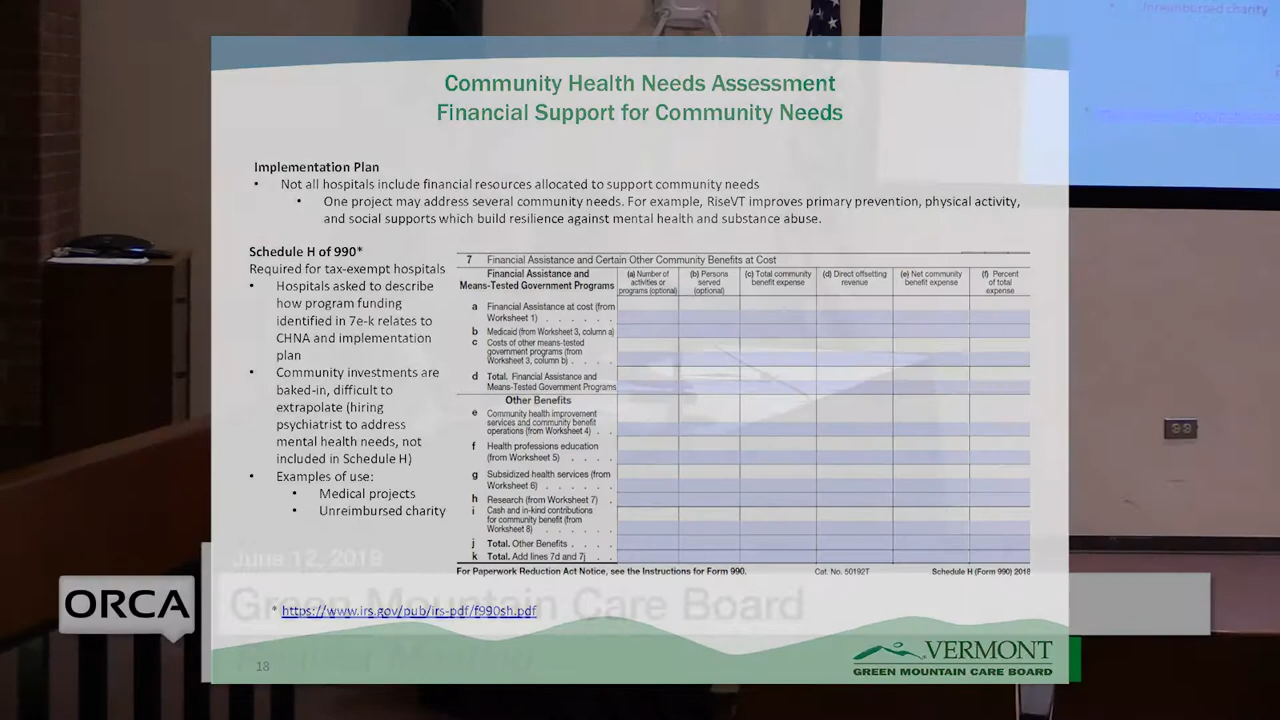 Unreimbursed charity
Community Health Needs Assessment
Financial Support for Community Needs
Implementation Plan
• Not all hospitals include financial resources allocated to support community needs
• One project may address several community needs. For example, RiseVT improves primary prevention, physical activity,
and social supports which build resilience against mental health and substance abuse.
Schedule H of 990*
Required for tax-exempt hospitals
• Hospitals asked to describe
how program funding
identified in 7e-k relates to
CHNA and implementation
plan
• Community investments are
baked-in, difficult to
extrapolate (hiring
psychiatrist to address
mental health needs, not
included in Schedule H)
• Examples of use:
• Medical projects
• Unreimbursed charity
7 Financial Assistance and Certain Other Community Benefits at Cost
Financial Assistance and
Means-Tested Government Programs
(a) Number of
activities or
programs (optional)
(b) Persons
served
(optional)
(c) Total community
benefit expense
(d) Direct offsetting
revenue
(e) Net community
benefit expense
(f) Percent
of total
expense
a Financial Assistance at cost (from
Worksheet 1) . . . . . .
b Medicaid (from Worksheet 3, column a)
c Costs of other means-tested
government programs (from
Worksheet 3, column b) . . . .
d Total. Financial Assistance and
Means-Tested Government Programs
Other Benefits
e Community health improvement
services and community benefit
operations (from Worksheet 4) .
f Health professions education
(from Worksheet 5) . . . .
g Subsidized health services (from
Worksheet 6) . . . . . .
h Research (from Worksheet 7) .
i Cash and in-kind contributions
for community benefit (from
Worksheet 8) . . . . . .
j Total. Other Benefits . . . .
k Total. Add lines 7d and 7j . .
For Paperwork Reduction Act Notice, see the Instructions for Form 990.
Cat. No. 50192T
Schedule H (Form 990) 2018
June 12, 2019
ORCA
Green Mountain Care Board
* https://www.irs.gov/pub/irs-pdf/f990sh.pdf
18
VERMONT
GREEN MOUNTAIN CARE BOARD